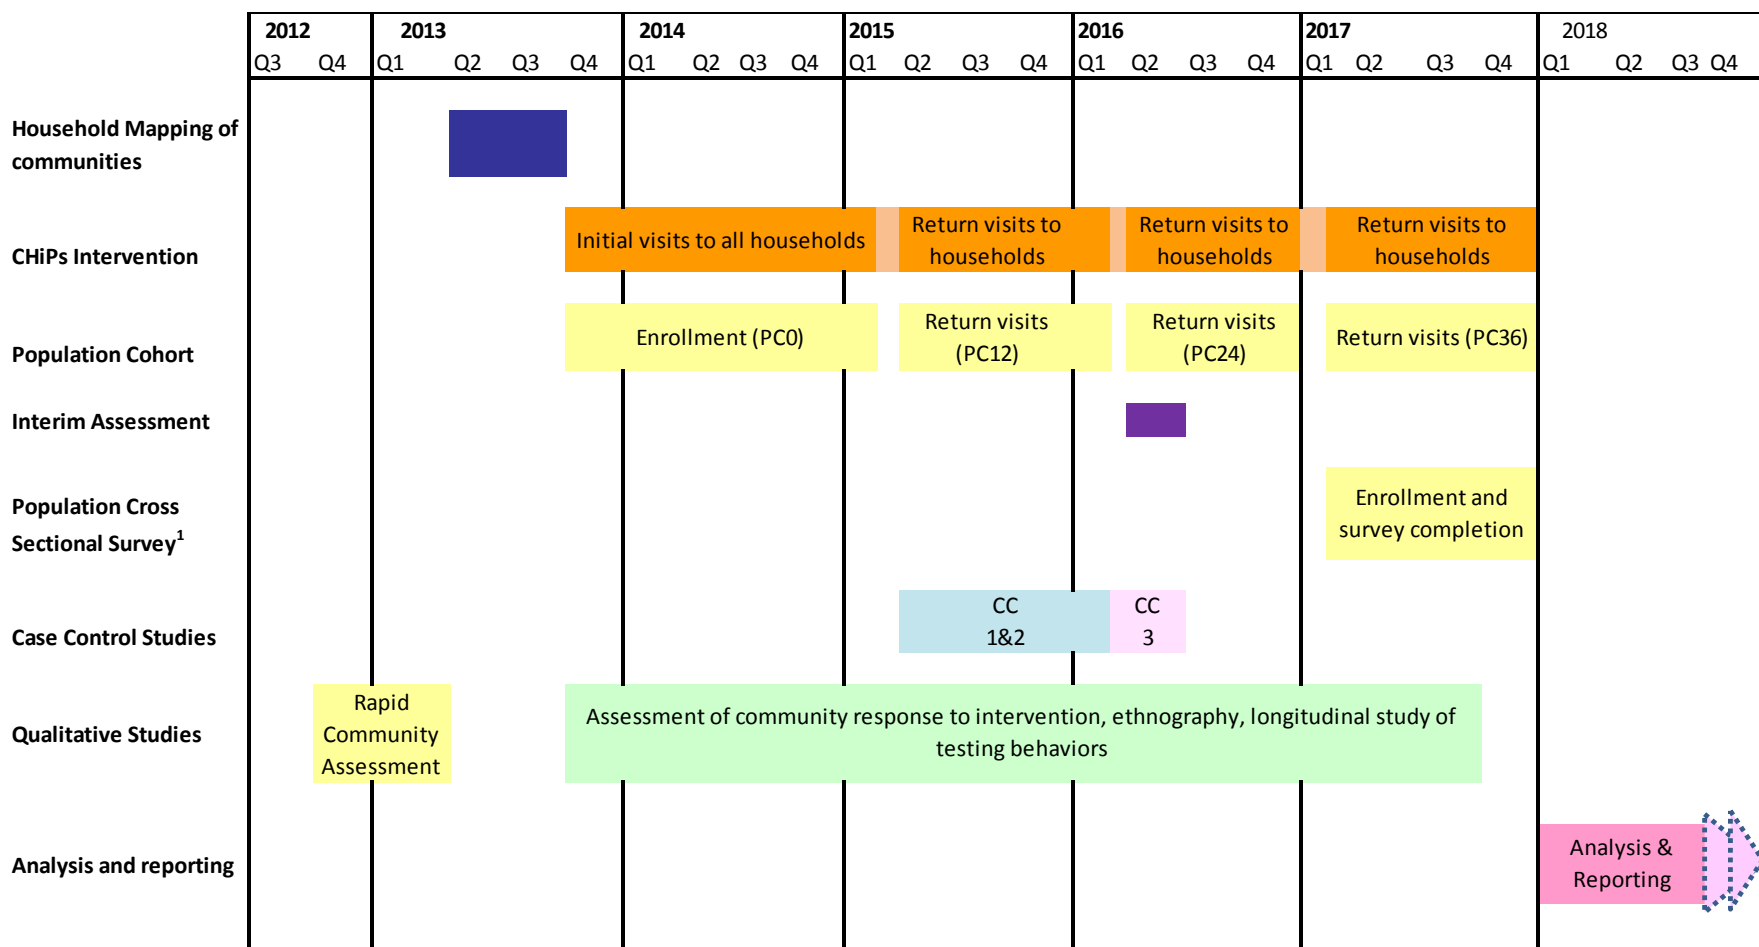 2012 2013 2014 2015 2016 2017 2018
Q3 Q4 Q1 Q2 Q3 Q4 Q1 Q2 Q3 Q4 Q1 Q2 Q3 Q4 Q1 Q2 Q3 Q4 Q1 Q2 Q3 Q4 Q1 Q2 Q3 Q4
Household Mapping of
communities
CHiPs Intervention
Initial visits to all households
Return visits to
households
Return visits to
households
Return visits to
households
Population Cohort
Enrollment (PC0)
Return visits
(PC12)
Return visits
(PC24)
Return visits (PC36)
Interim Assessment
Population Cross
Sectional Survey1
Enrollment and
survey completion
Case Control Studies
CC
1&2
CC
3
Qualitative Studies
Rapid
Community
Assessment
Assessment of community response to intervention, ethnography, longitudinal study of
testing behaviors
Analysis and reporting
Analysis &
Reporting